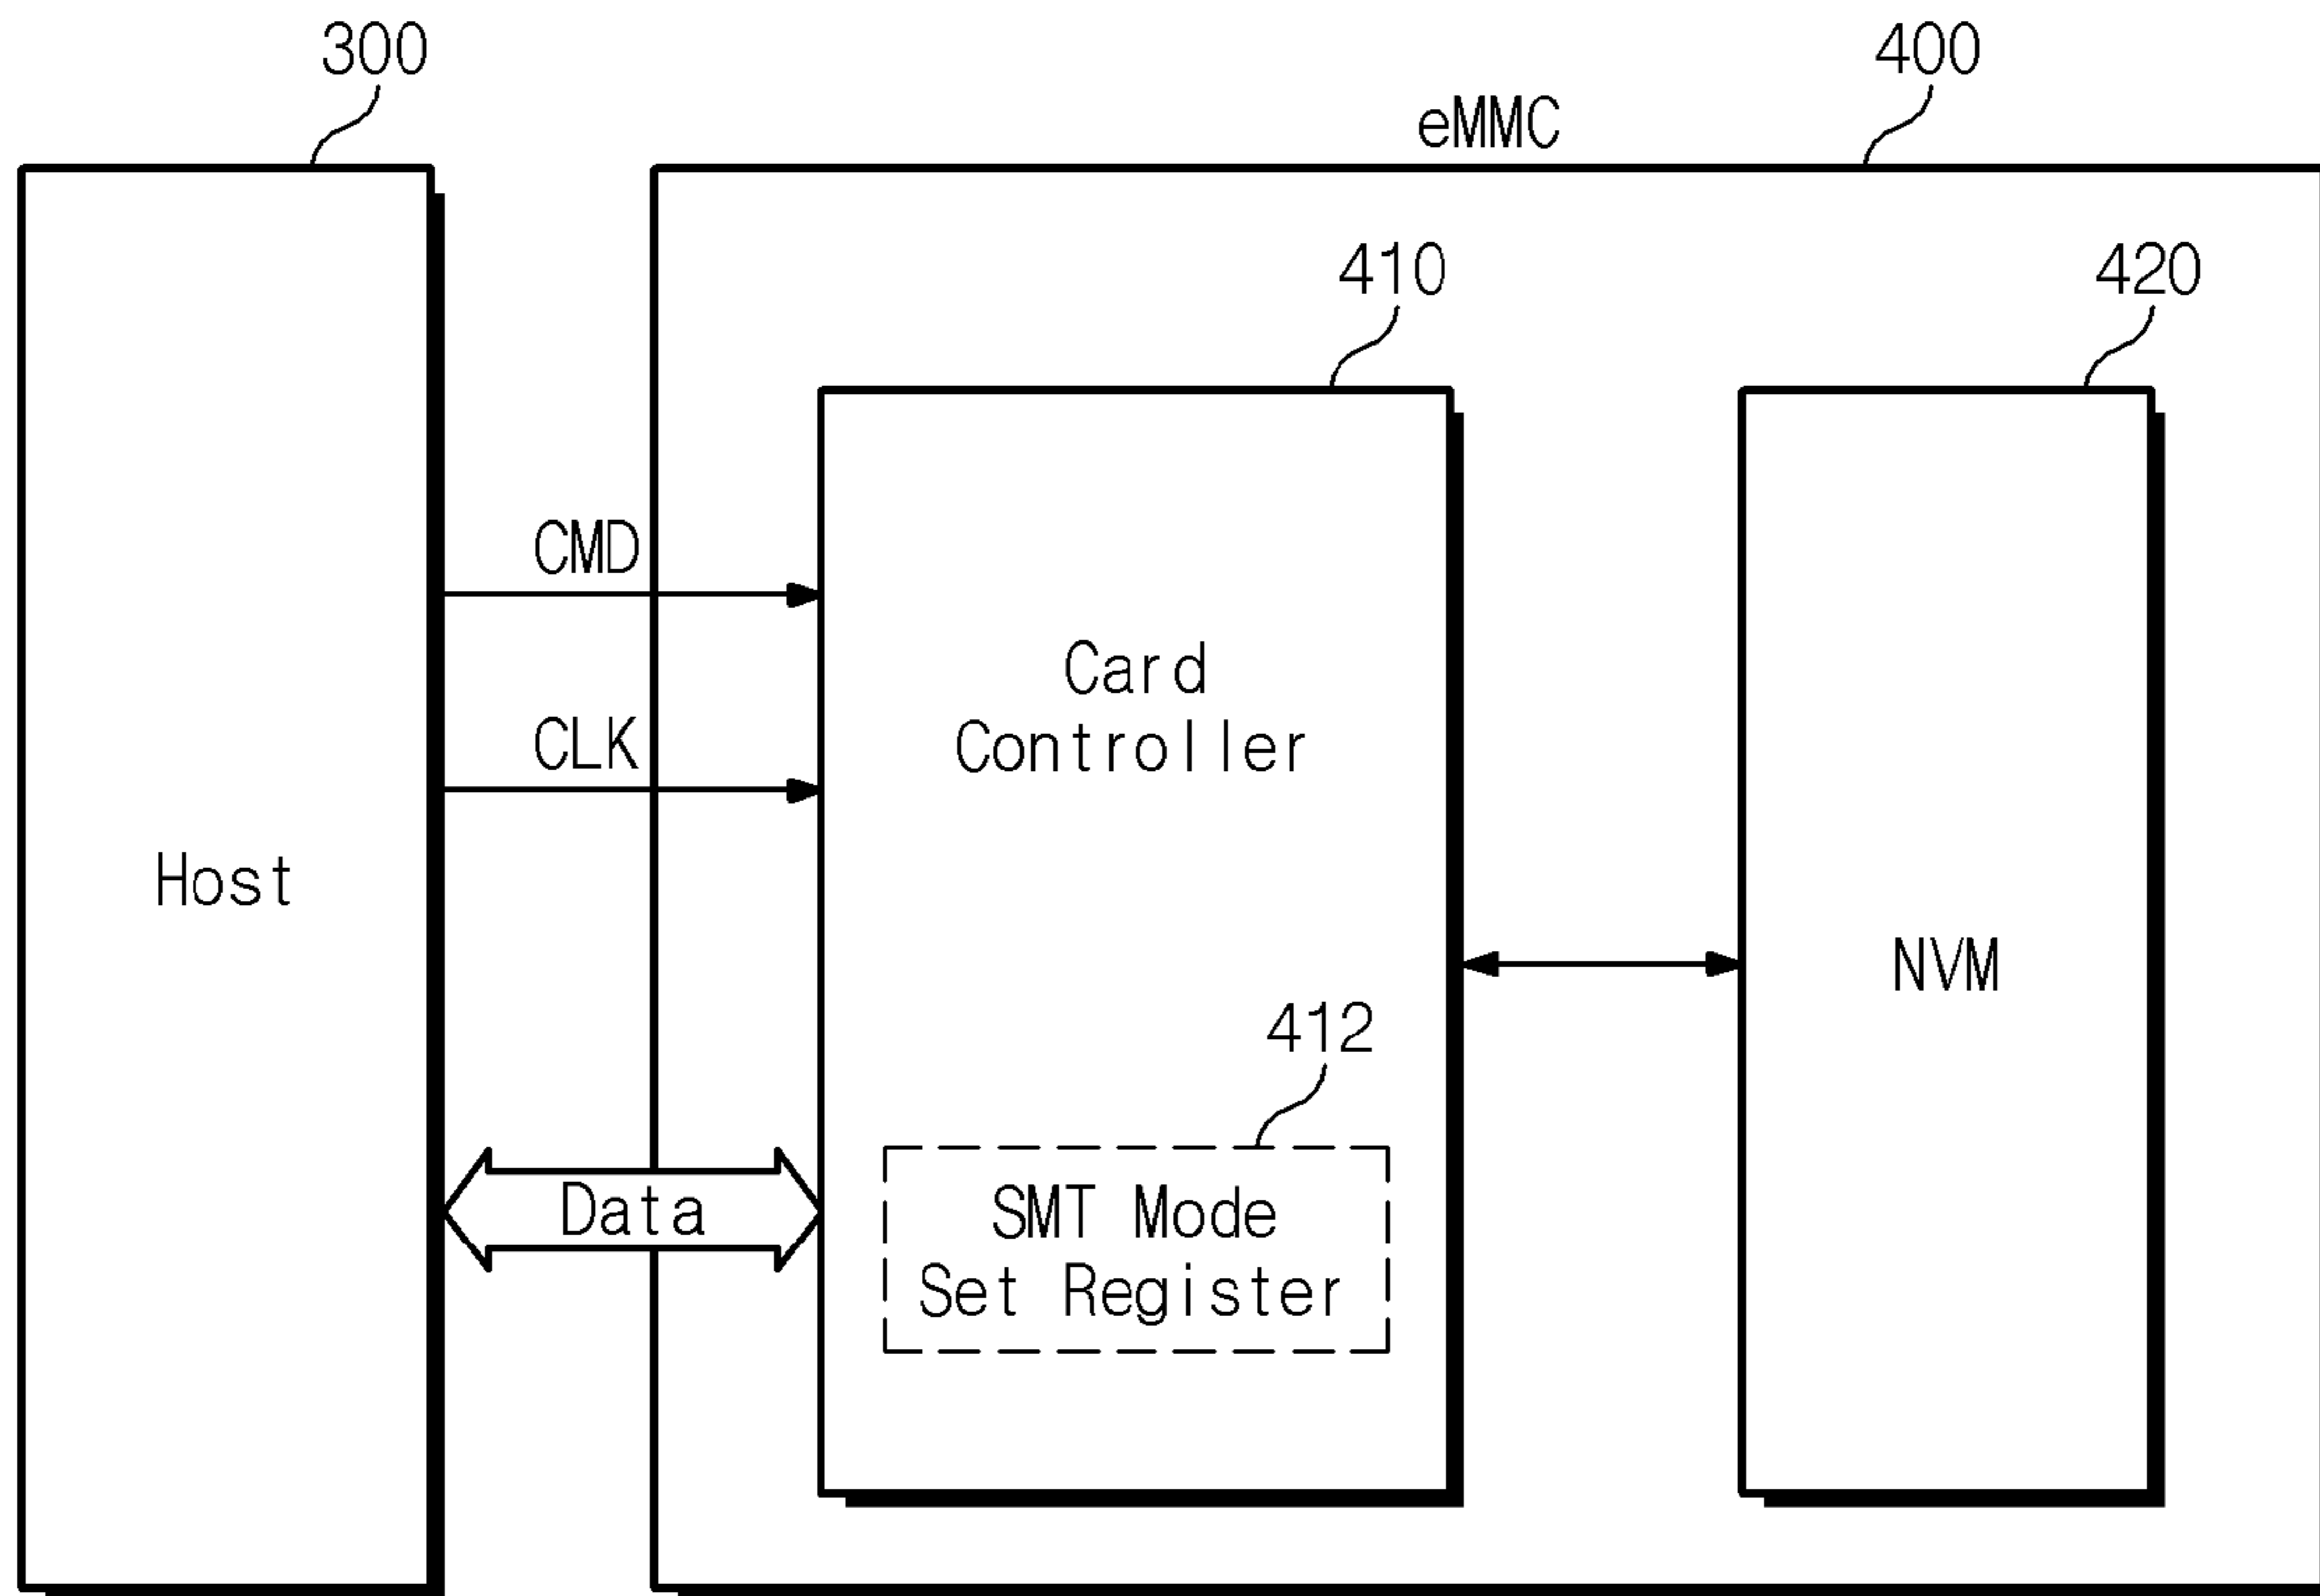 300
400
eMMC
410
420
CMD
Card
Controller
CLK
Host
NVM
412
Data
SMT Mode
Set Register